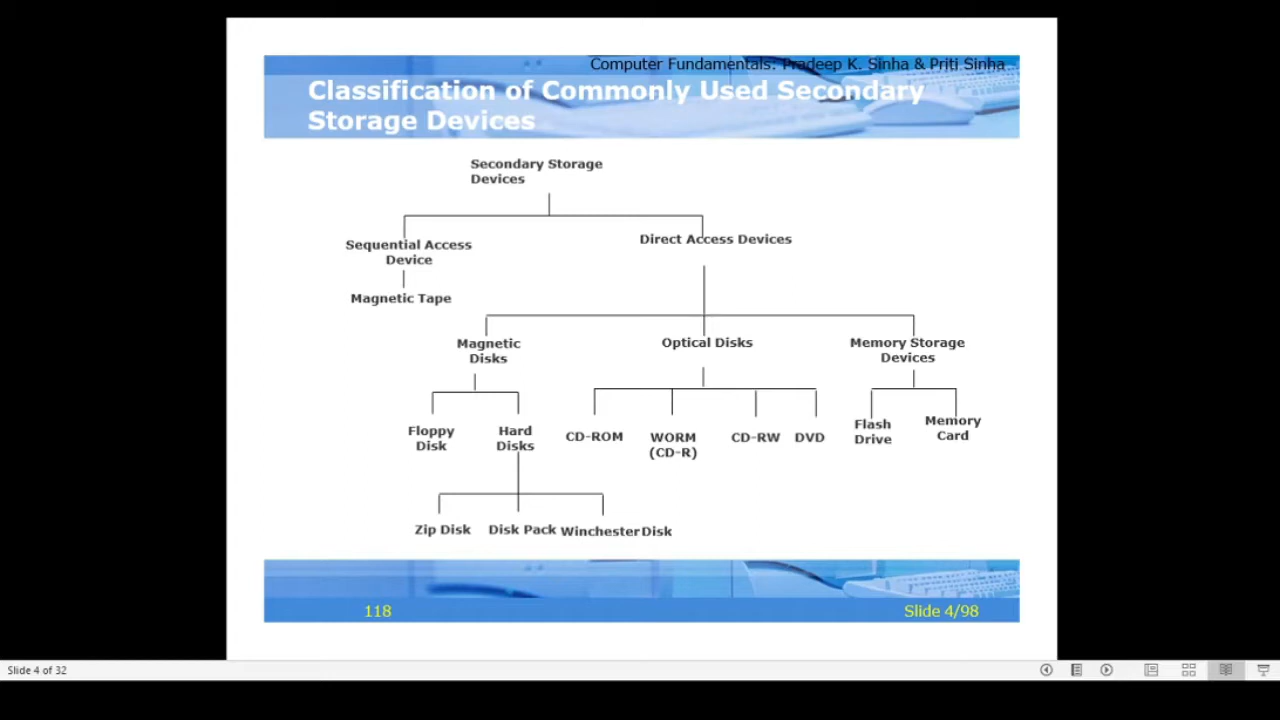 Computer Fundamentals: Pradeep K. Sinha & Priti Sinha
Classification of Commonly Used Secondary
Storage Devices
Secondary Storage
Devices
Sequential Access
Device
Direct Access Devices
Magnetic Tape
Magnetic
Disks
Optical Disks
Memory Storage
Devices
Floppy
Disk
Hard
Disks
CD-ROM
WORM
(CD-R)
CD-RW
DVD
Flash
Drive
Memory
Card
Zip Disk
Disk Pack
Winchester Disk
118
Slide 4/98
Slide 4 of 32